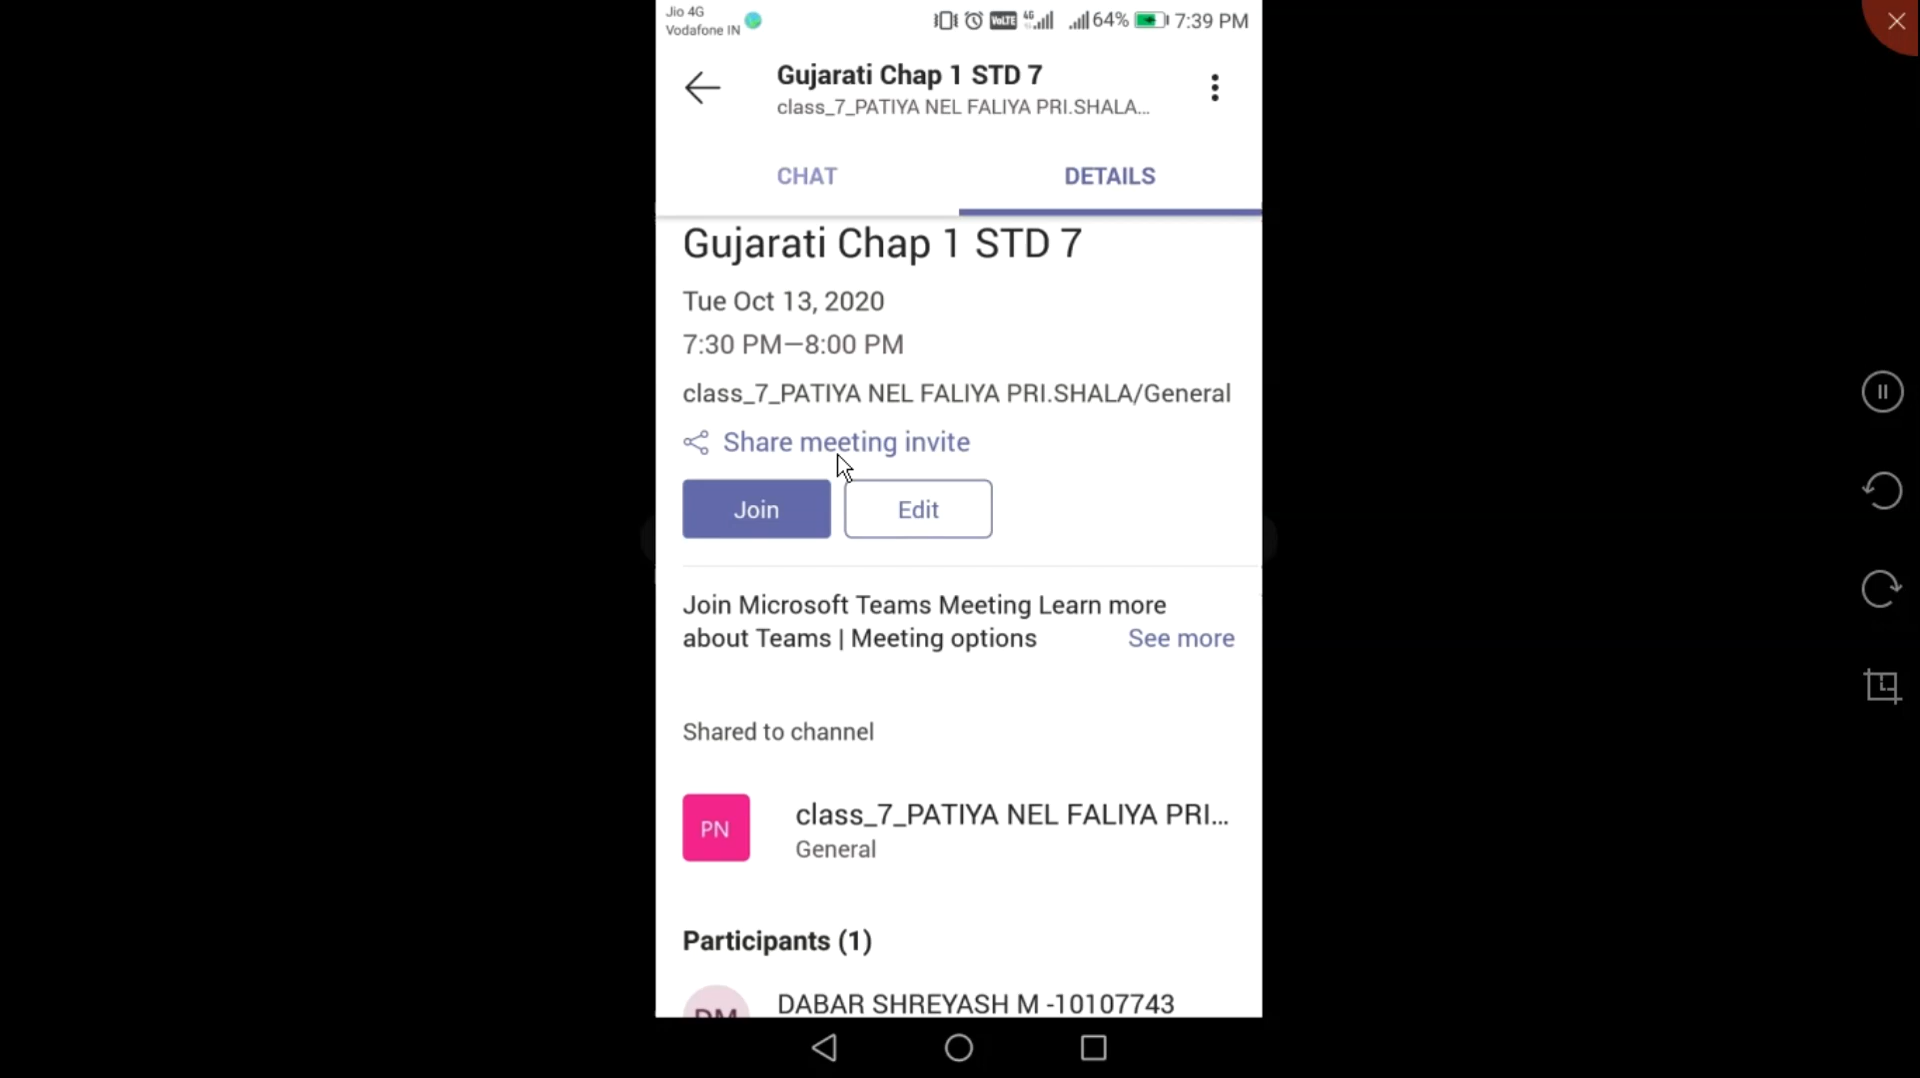 Jio 4G
Vodafone IN
VoLTE 4G 64% 7:39 PM
Gujarati Chap 1 STD 7
class_7_PATIYA NEL FALIYA PRI.SHALA...
CHAT DETAILS
Gujarati Chap 1 STD 7
Tue Oct 13, 2020
7:30 PM—8:00 PM
class_7_PATIYA NEL FALIYA PRI.SHALA/General
Share meeting invite
Join Edit
Join Microsoft Teams Meeting Learn more
about Teams | Meeting options See more
Shared to channel
PN class_7_PATIYA NEL FALIYA PRI...
General
Participants (1)
DM DABAR SHREYASH M -10107743